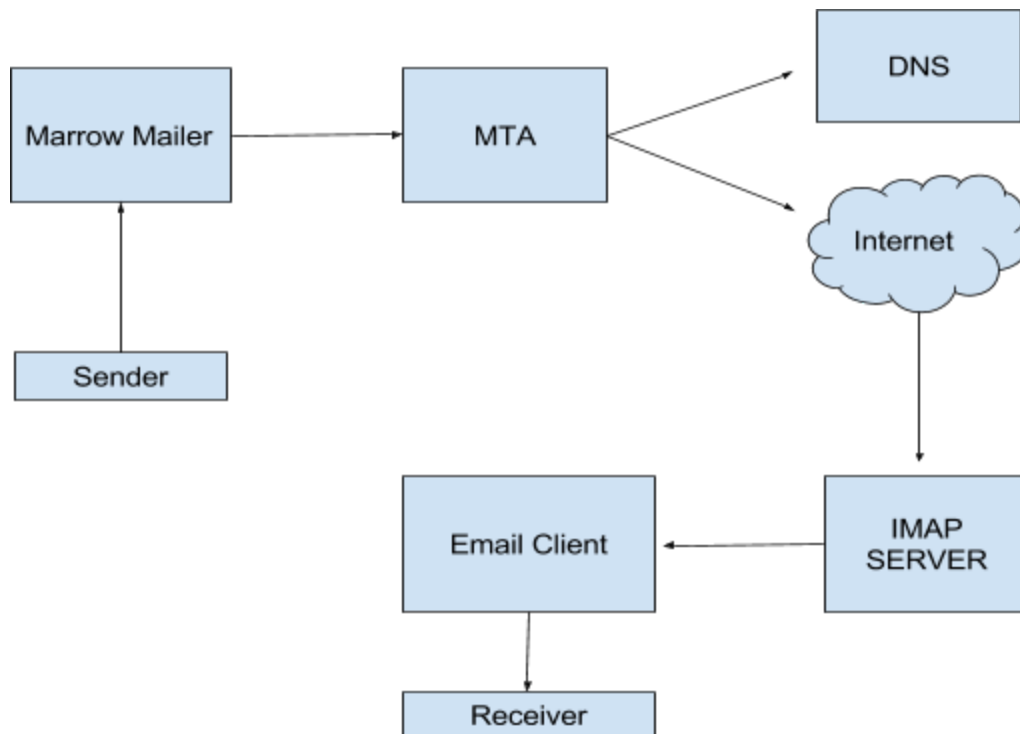 DNS
Marrow Mailer
MTA
Internet
Sender
Email Client
IMAP
SERVER
Receiver